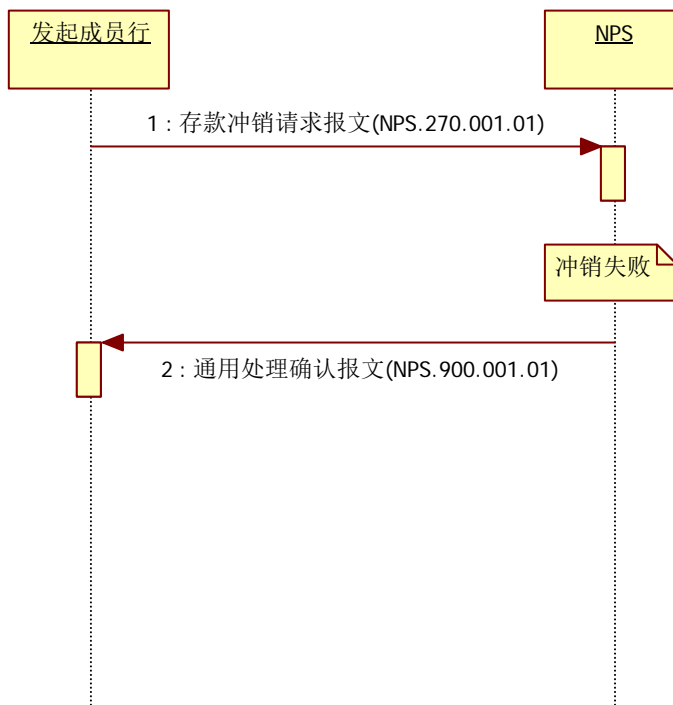 发起成员行
NPS
1 : 存款冲销请求报文(NPS.270.001.01)
冲销失败
2 : 通用处理确认报文(NPS.900.001.01)